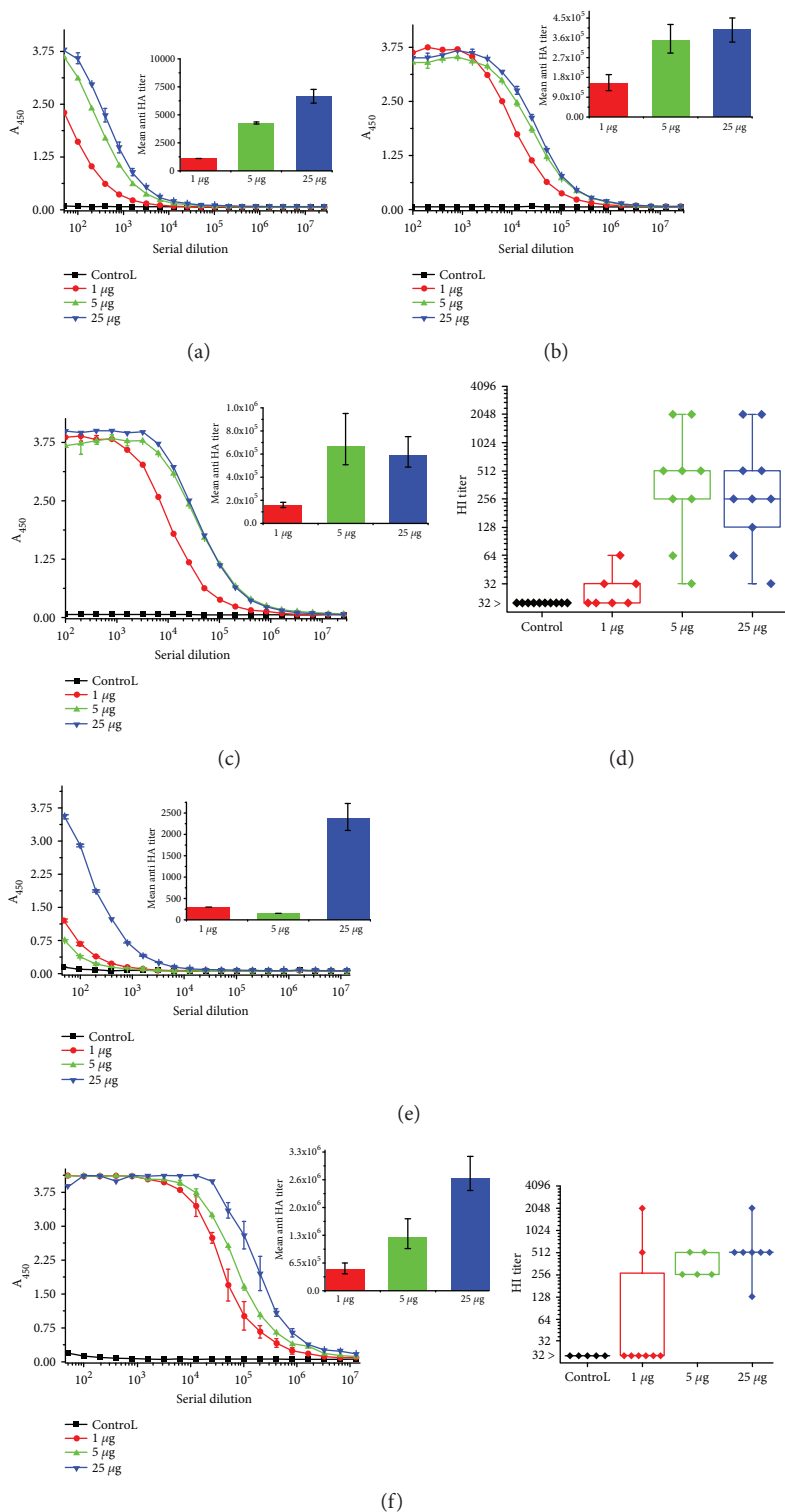 3.75
2.50
1.25
0.00
A450
10² 10³ 10⁴ 10⁵ 10⁶ 10⁷
Serial dilution
10000
7500
5000
2500
0
Mean anti HA titer
1 μg 5 μg 25 μg
ControL
1 μg
5 μg
25 μg
(a)
3.75
2.50
1.25
0.00
A450
10² 10³ 10⁴ 10⁵ 10⁶ 10⁷
Serial dilution
4.5x10⁵
3.6x10⁵
2.7x10⁵
1.8x10⁵
9.0x10⁵
0.0
Mean anti HA titer
1 μg 5 μg 25 μg
ControL
1 μg
5 μg
25 μg
(b)
3.75
2.50
1.25
0.00
A450
10² 10³ 10⁴ 10⁵ 10⁶ 10⁷
Serial dilution
1.0x10⁶
8.0x10⁵
6.0x10⁵
4.0x10⁵
2.0x10⁵
0.0
Mean anti HA titer
1 μg 5 μg 25 μg
ControL
1 μg
5 μg
25 μg
(c)
4096
2048
1024
512
256
128
64
32
32 >
HI titer
Control 1 μg 5 μg 25 μg
(d)
3.75
3.00
2.25
1.50
0.75
0.00
A450
10² 10³ 10⁴ 10⁵ 10⁶ 10⁷
Serial dilution
2500
2000
1500
1000
500
0
Mean anti HA titer
1 μg 5 μg 25 μg
ControL
1 μg
5 μg
25 μg
(e)
3.75
3.00
2.25
1.50
0.75
0.00
A450
10² 10³ 10⁴ 10⁵ 10⁶ 10⁷
Serial dilution
3.3x10⁶
2.6x10⁶
2.0x10⁶
1.3x10⁶
6.5x10⁵
0.0
Mean anti HA titer
1 μg 5 μg 25 μg
ControL
1 μg
5 μg
25 μg
4096
2048
1024
512
256
128
64
32
32 >
HI titer
ControL 1 μg 5 μg 25 μg
(f)